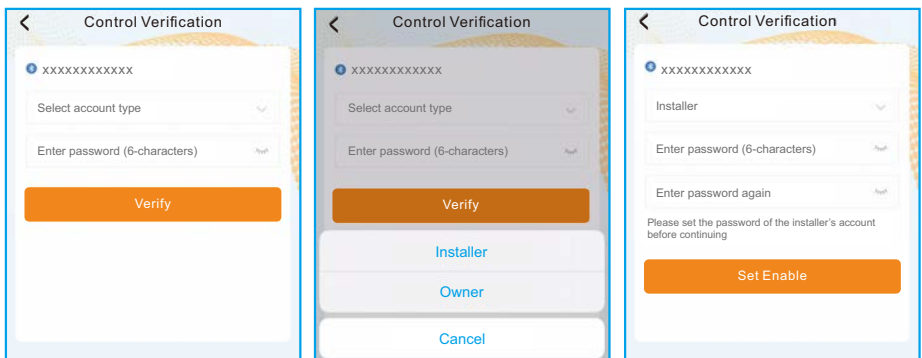 Control Verification
xxxxxxxxxxxx
Select account type
Enter password (6-characters)
Verify
Control Verification
xxxxxxxxxxxx
Select account type
Enter password (6-characters)
Verify
Installer
Owner
Cancel
Control Verification
xxxxxxxxxxxx
Installer
Enter password (6-characters)
Enter password again
Please set the password of the installer's account
before continuing
Set Enable